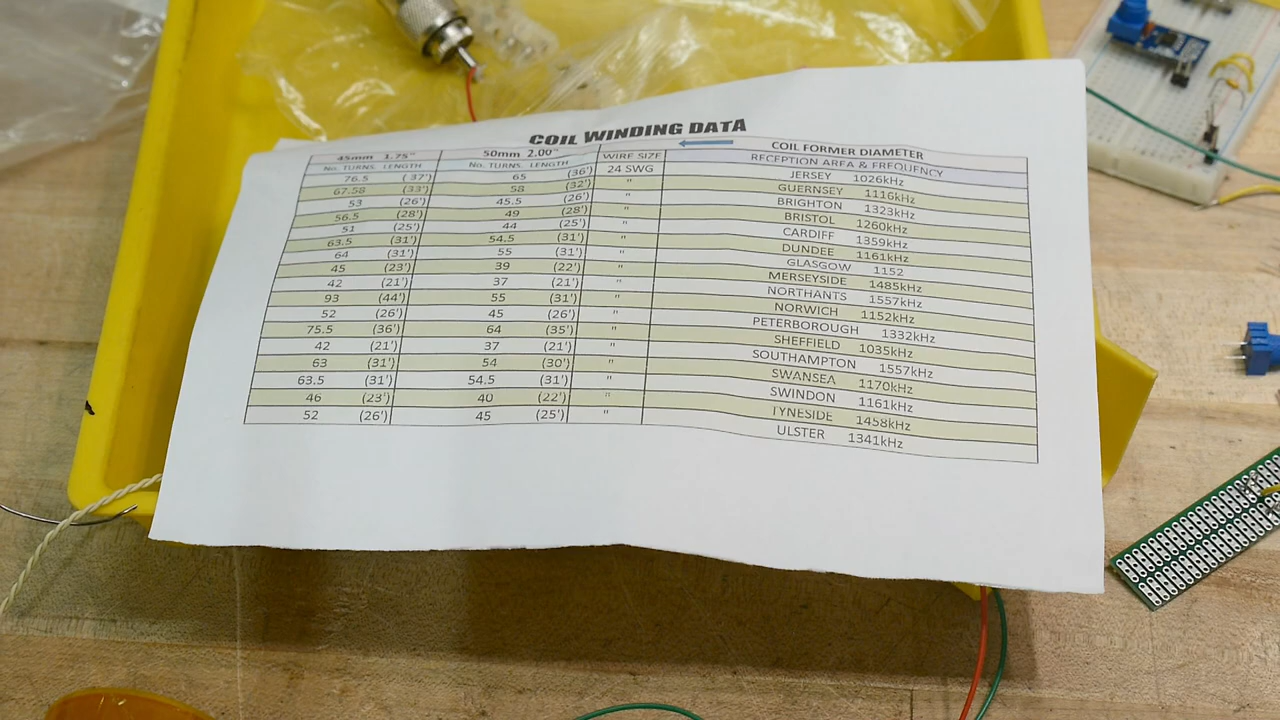 COIL WINDING DATA
45mm 1.75" 50mm 2.00" COIL FORMER DIAMETER
No. TURNS. LENGTH No. TURNS. LENGTH WIRE SIZE RECEPTION AREA & FREQUENCY
76.5 (37') 65 (36') 24 SWG JERSEY 1026kHz
67.58 (33') 58 (32') " GUERNSEY 1116kHz
53 (26') 45.5 (26') " BRIGHTON 1323kHz
56.5 (28') 49 (28') " BRISTOL 1260kHz
51 (25') 44 (25') " CARDIFF 1359kHz
63.5 (31') 54.5 (31') " DUNDEE 1161kHz
64 (31') 55 (31') " GLASGOW 1152
45 (23') 39 (22') " MERSEYSIDE 1485kHz
42 (21') 37 (21') " NORTHANTS 1557kHz
93 (44') 55 (31') " NORWICH 1152kHz
52 (26') 45 (26') " PETERBOROUGH 1332kHz
75.5 (36') 64 (35') " SHEFFIELD 1035kHz
42 (21') 37 (21') " SOUTHAMPTON 1557kHz
63 (31') 54 (30') " SWANSEA 1170kHz
63.5 (31') 54.5 (31') " SWINDON 1161kHz
46 (23') 40 (22') " TYNESIDE 1458kHz
52 (26') 45 (25') " ULSTER 1341kHz